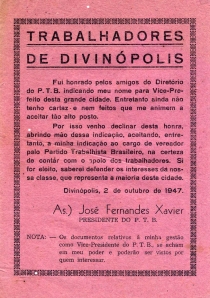 TRABALHADORES
DE DIVINÓPOLIS
Fui honrado pelos amigos do Diretório
do P. T. B. indicando meu nome para Vice-Pre-
feito desta grande cidade. Entretanto ainda não
tenho cartaz e nem feitos que me animem a
aceitar tão alto posto.
Por isso venho declinar desta honra,
abrindo mão dessa indicação, aceitando, entre-
tanto, a minha indicação ao cargo de vereador
pelo Partido Trabalhista Brasileiro, na certeza
de contar com o apoio dos trabalhadores. Si
for eleito, saberei defender os interesses de nos-
sa classe, que representa a maioria deste cidade.
Divinópolis, 2 de outubro de 1947.
As.) José Fernandes Xavier
PRESIDENTE DO P. T. B.
NOTA: — Os documentos relativos à minha gestão
como Vice-Presidente do P. T. B., se acham
em meu poder e poderão ser vistos por
quem interessar.